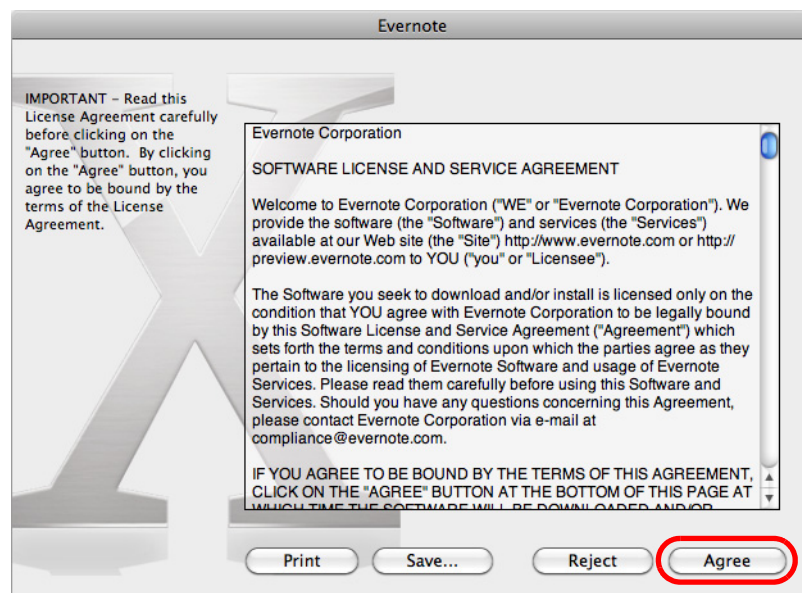 Evernote
IMPORTANT – Read this
License Agreement carefully
before clicking on the
"Agree" button.  By clicking
on the "Agree" button, you
agree to be bound by the
terms of the License
Agreement.
Evernote Corporation
SOFTWARE LICENSE AND SERVICE AGREEMENT
Welcome to Evernote Corporation ("WE" or "Evernote Corporation"). We
provide the software (the "Software") and services (the "Services")
available at our Web site (the "Site") http://www.evernote.com or http://
preview.evernote.com to YOU ("you" or "Licensee").
The Software you seek to download and/or install is licensed only on the
condition that YOU agree with Evernote Corporation to be legally bound
by this Software License and Service Agreement ("Agreement") which
sets forth the terms and conditions upon which the parties agree as they
pertain to the licensing of Evernote Software and usage of Evernote
Services. Please read them carefully before using this Software and
Services. Should you have any questions concerning this Agreement,
please contact Evernote Corporation via e-mail at
compliance@evernote.com.
IF YOU AGREE TO BE BOUND BY THE TERMS OF THIS AGREEMENT,
CLICK ON THE "AGREE" BUTTON AT THE BOTTOM OF THIS PAGE AT
WHICH TIME THE SOFTWARE WILL BE DOWNLOADED AND/OR
Print
Save...
Reject
Agree